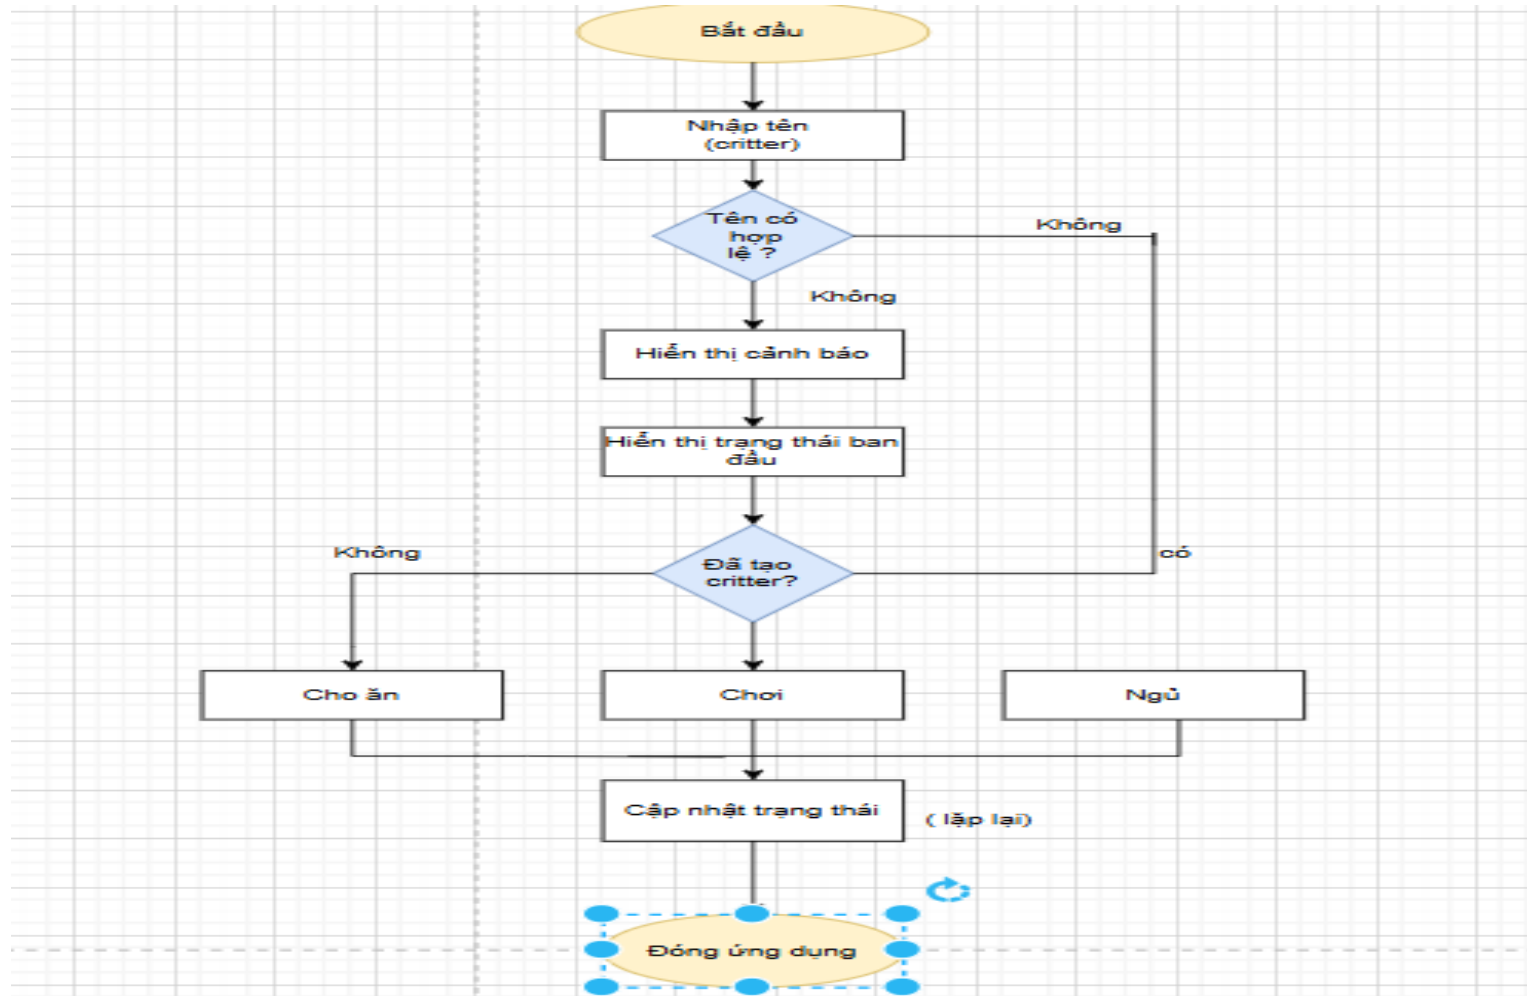 Bắt đầu
Nhập tên
(critter)
Tên có
hợp
lệ ?
Không
Không
Hiển thị cảnh báo
Hiển thị trạng thái ban
đầu
Không
Đã tạo
critter?
có
Cho ăn
Chơi
Ngủ
Cập nhật trạng thái
( lặp lại)
Đóng ứng dụng